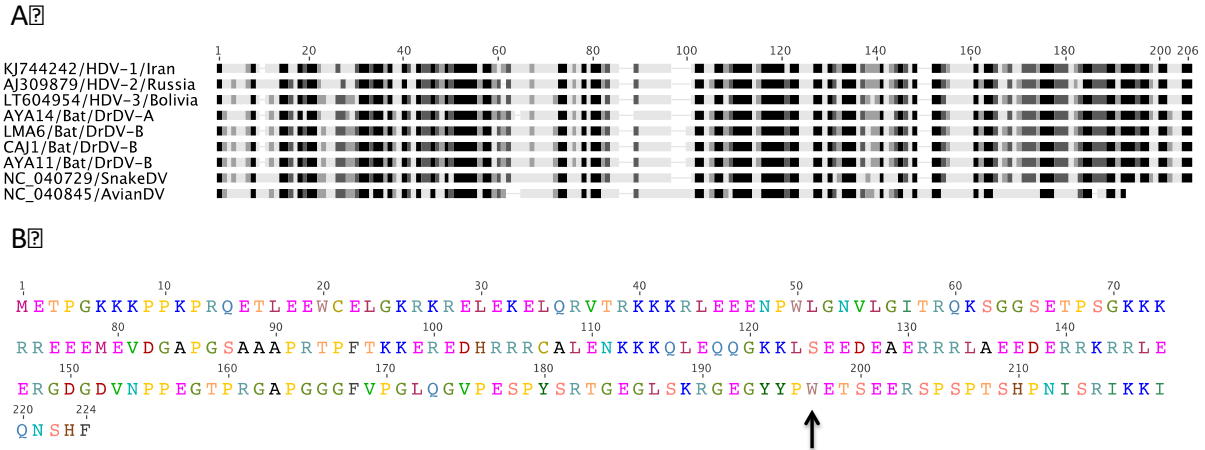 A
1 20 40 60 80 100 120 140 160 180 200 206
KJ744242/HDV-1/Iran
AJ309879/HDV-2/Russia
LT604954/HDV-3/Bolivia
AYA14/Bat/DrDV-A
LMA6/Bat/DrDV-B
CAJ1/Bat/DrDV-B
AYA11/Bat/DrDV-B
NC_040729/SnakeDV
NC_040845/AvianDV
B
1 10 20 30 40 50 60 70
METPGKKKPPKPRQETLEEWCELGKRKRELEKELQRVTRKKKRLEEENPWLGNVLGITRQKSGGSETPSGKKK
80 90 100 110 120 130 140
RREEEMEVDGAPGSAAAPRTPFTKKEREDHRRRCALENKKKQLEQQGKKLSEEDEAERRRLAEEDERRKRRLE
150 160 170 180 190 200 210
ERGDGDVNPPEGTPRGAPGGGFVPGLQGVPESPYSRTGEGLSKRGEGYYPWETSEERSPSPTSHPNISRIKKI
220 224
QNSHF